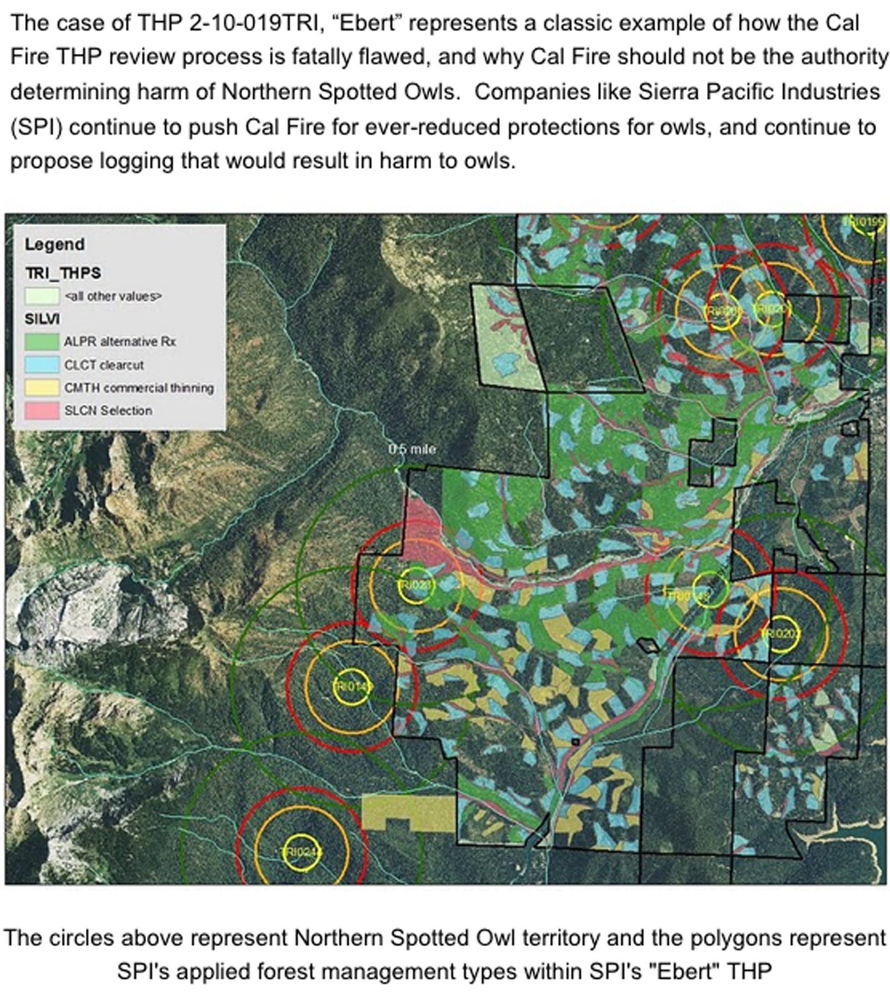 The case of THP 2-10-019TRI, “Ebert” represents a classic example of how the Cal
Fire THP review process is fatally flawed, and why Cal Fire should not be the authority
determining harm of Northern Spotted Owls.  Companies like Sierra Pacific Industries
(SPI) continue to push Cal Fire for ever-reduced protections for owls, and continue to
propose logging that would result in harm to owls.
Legend
TRI_THPS
<all other values>
SILVI
ALPR alternative Rx
CLCT clearcut
CMTH commercial thinning
SLCN Selection
TRI0199
0.5 mile
TRI0202
The circles above represent Northern Spotted Owl territory and the polygons represent
SPI's applied forest management types within SPI's "Ebert" THP